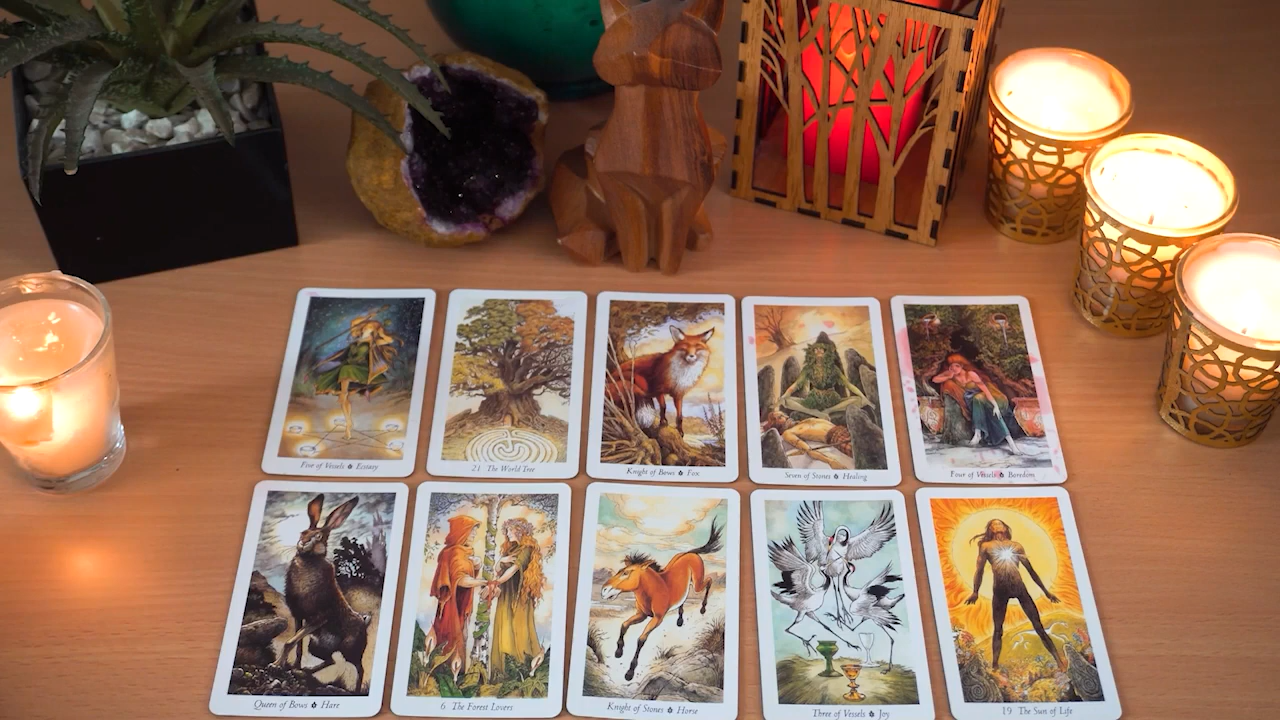 Five of Vessels Ecstasy
21 The World Tree
Knight of Bows Fox
Seven of Stones Healing
Four of Vessels Boredom
Queen of Bows Hare
6 The Forest Lovers
Knight of Stones Horse
Three of Vessels Joy
19 The Sun of Life